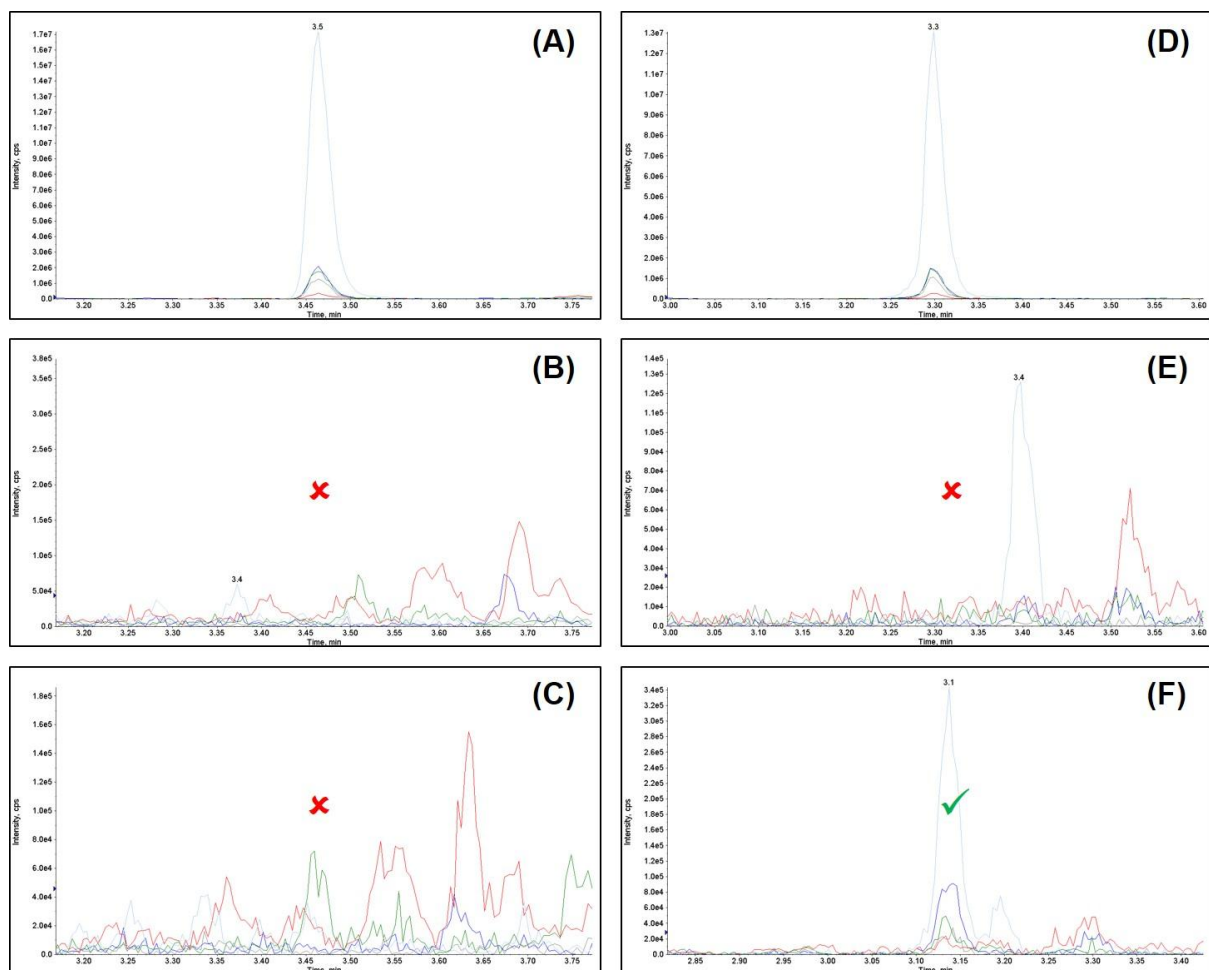 3.5
(A)
1.7e7
1.6e7
1.5e7
1.4e7
1.3e7
1.2e7
1.1e7
1.0e7
9.0e6
8.0e6
7.0e6
6.0e6
5.0e6
4.0e6
3.0e6
2.0e6
1.0e6
0.0
Intensity, cps
3.20 3.25 3.30 3.35 3.40 3.45 3.50 3.55 3.60 3.65 3.70 3.75
Time, min
3.3
(D)
1.3e7
1.2e7
1.1e7
1.0e7
9.0e6
8.0e6
7.0e6
6.0e6
5.0e6
4.0e6
3.0e6
2.0e6
1.0e6
0.0
Intensity, cps
3.00 3.05 3.10 3.15 3.20 3.25 3.30 3.35 3.40 3.45 3.50 3.55 3.60
Time, min
(B)
3.8e5
3.5e5
3.0e5
2.5e5
2.0e5
1.5e5
1.0e5
5.0e4
0.0
Intensity, cps
3.4
3.20 3.25 3.30 3.35 3.40 3.45 3.50 3.55 3.60 3.65 3.70 3.75
Time, min
(E)
3.4
1.4e5
1.3e5
1.2e5
1.1e5
1.0e5
9.0e4
8.0e4
7.0e4
6.0e4
5.0e4
4.0e4
3.0e4
2.0e4
1.0e4
0.0
Intensity, cps
3.00 3.05 3.10 3.15 3.20 3.25 3.30 3.35 3.40 3.45 3.50 3.55 3.60
Time, min
(C)
1.8e5
1.6e5
1.4e5
1.2e5
1.0e5
8.0e4
6.0e4
4.0e4
2.0e4
0.0
Intensity, cps
3.20 3.25 3.30 3.35 3.40 3.45 3.50 3.55 3.60 3.65 3.70 3.75
Time, min
3.1
(F)
3.4e5
3.2e5
3.0e5
2.8e5
2.6e5
2.4e5
2.2e5
2.0e5
1.8e5
1.6e5
1.4e5
1.2e5
1.0e5
8.0e4
6.0e4
4.0e4
2.0e4
0.0
Intensity, cps
2.85 2.90 2.95 3.00 3.05 3.10 3.15 3.20 3.25 3.30 3.35 3.40
Time, min